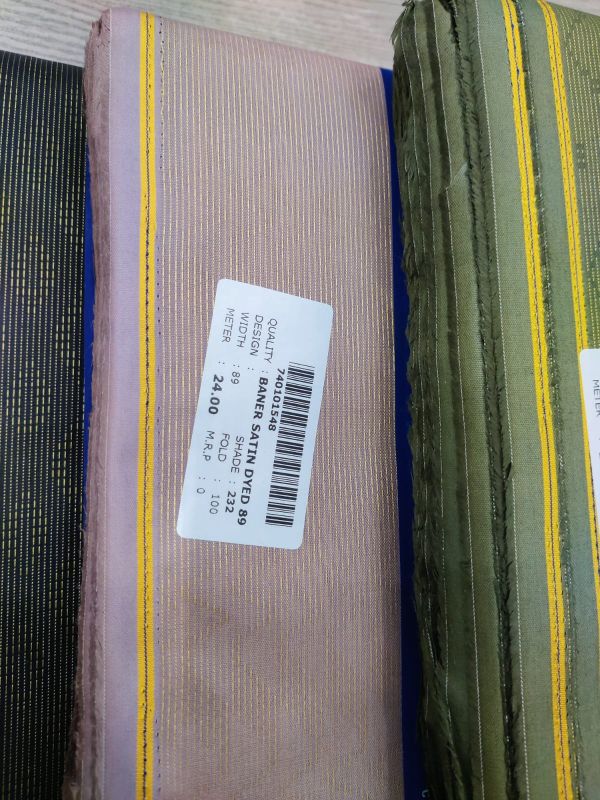 740101548
QUALITY : BANER SATIN DYED 89
DESIGN : SHADE : 232
WIDTH : 89 FOLD : 100
METER : 24.00 M.R.P : 0
METER